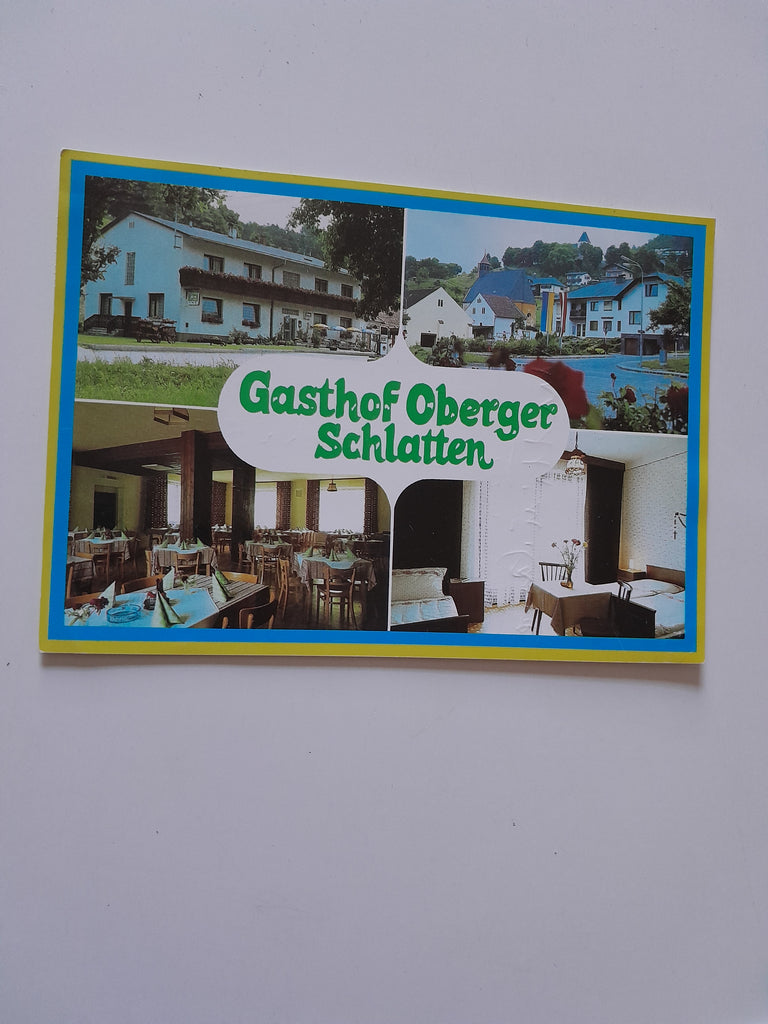 Gasthof Oberger
Schlatten